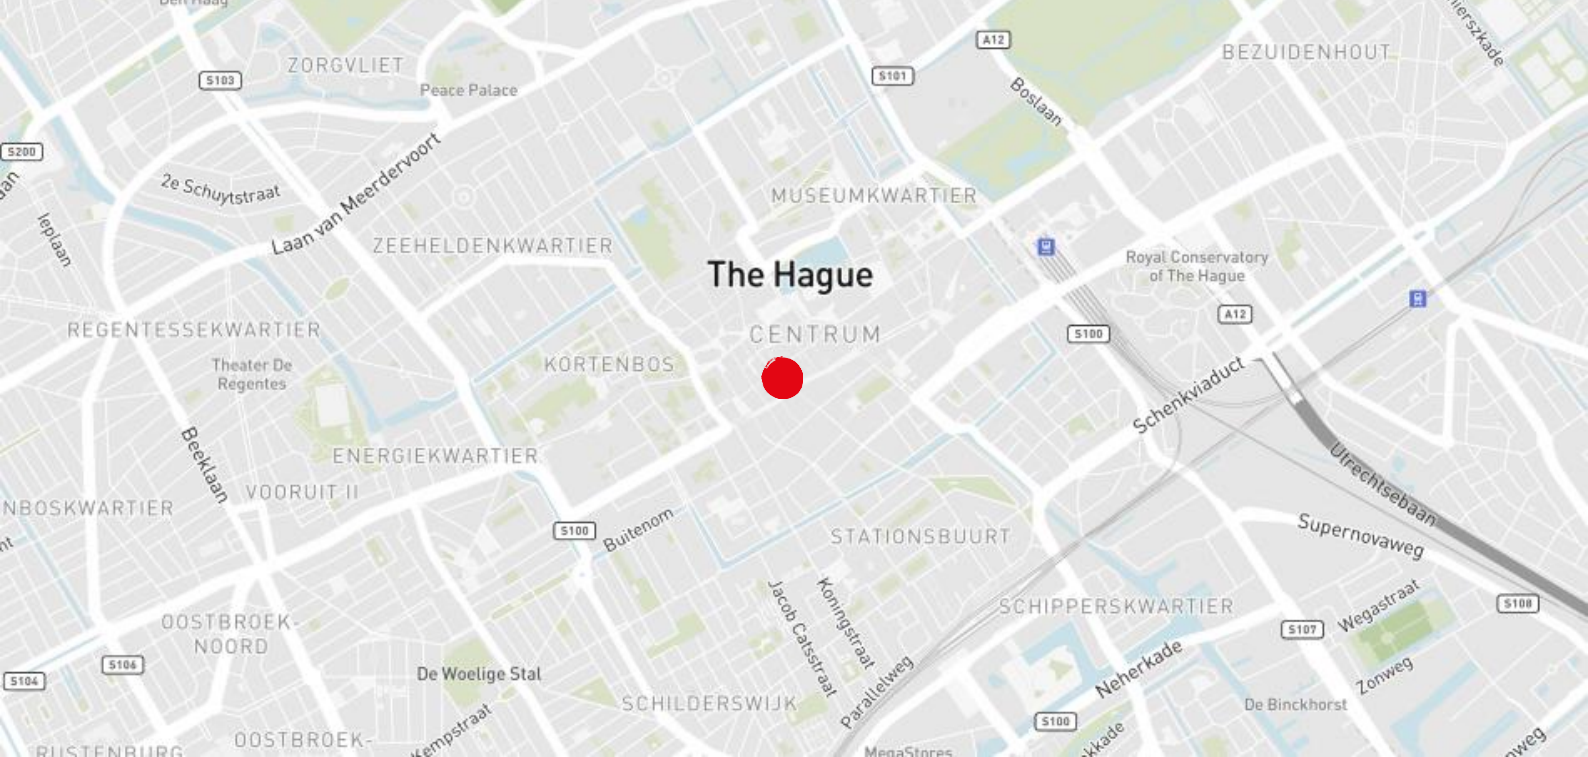 Den Haag
ZORGVLIET
S103
Peace Palace
S101
A12
BEZUIDENHOUT
Boslaan
S200
2e Schuytstraat
Laan van Meerdervoort
Ieplaan
MUSEUMKWARTIER
ZEEHELDENKWARTIER
The Hague
CENTRUM
Royal Conservatory
of The Hague
A12
S100
REGENTESSEKWARTIER
Theater De
Regentes
KORTENBOS
Schenkviaduct
Beeklaan
ENERGIEKWARTIER
VOORUIT II
NBOSKWARTIER
S100
Buitenom
STATIONSBUURT
Utrechtsebaan
Supernovaweg
OOSTBROEK-
NOORD
Jacob Catsstraat
Koningstraat
SCHIPPERSKWARTIER
Wegastraat
S108
S107
S106
S104
De Woelige Stal
Parallelweg
Neherkade
Zonweg
SCHILDERSWIJK
De Binckhorst
S100
RUSTENBURG
OOSTBROEK-
Kempstraat
kkade
MegaStores
weg